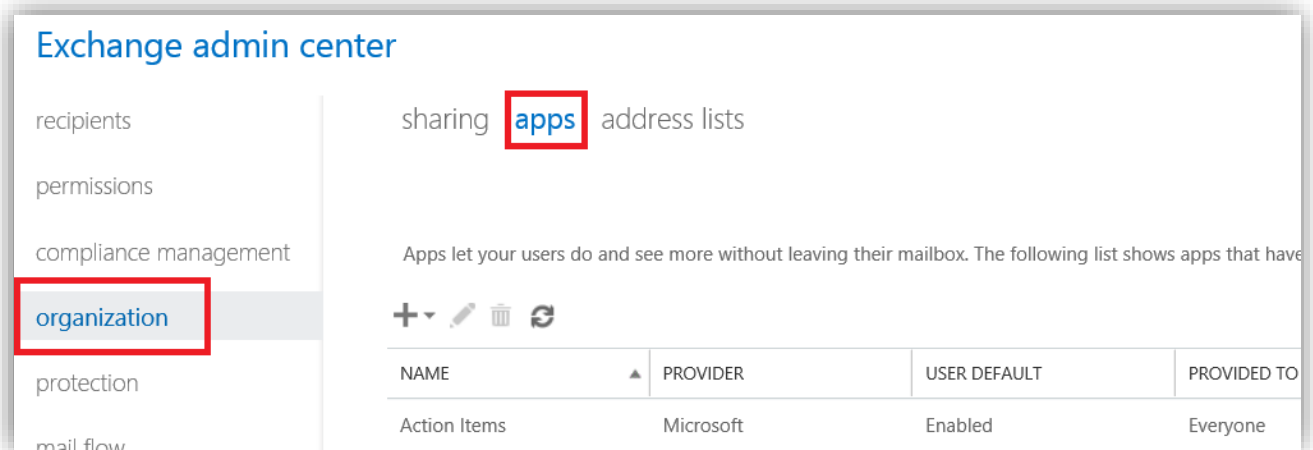 Exchange admin center
recipients
permissions
compliance management
organization
protection
mail flow
sharing apps address lists
Apps let your users do and see more without leaving their mailbox. The following list shows apps that have
NAME PROVIDER USER DEFAULT PROVIDED TO
Action Items Microsoft Enabled Everyone